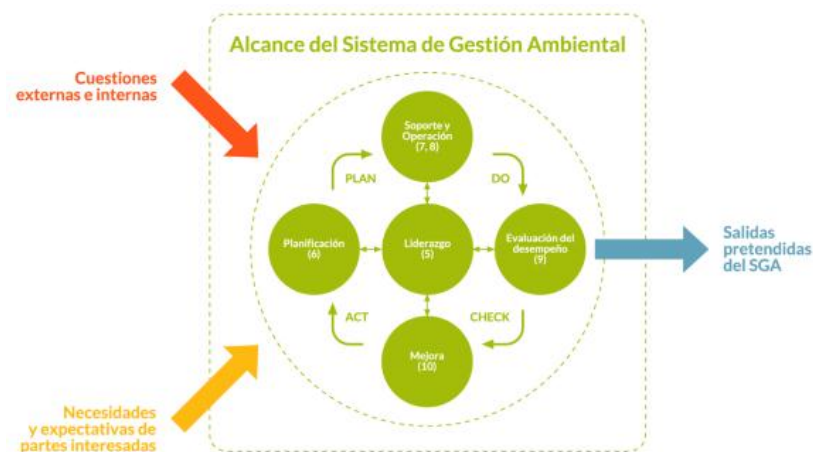 Alcance del Sistema de Gestión Ambiental
Cuestiones
externas e internas
Soporte y
Operación
(7, 8)
PLAN
DO
Planificación
(6)
Liderazgo
(5)
Evaluación del
desempeño
(9)
Salidas
pretendidas
del SGA
ACT
CHECK
Mejora
(10)
Necesidades
y expectativas de
partes interesadas